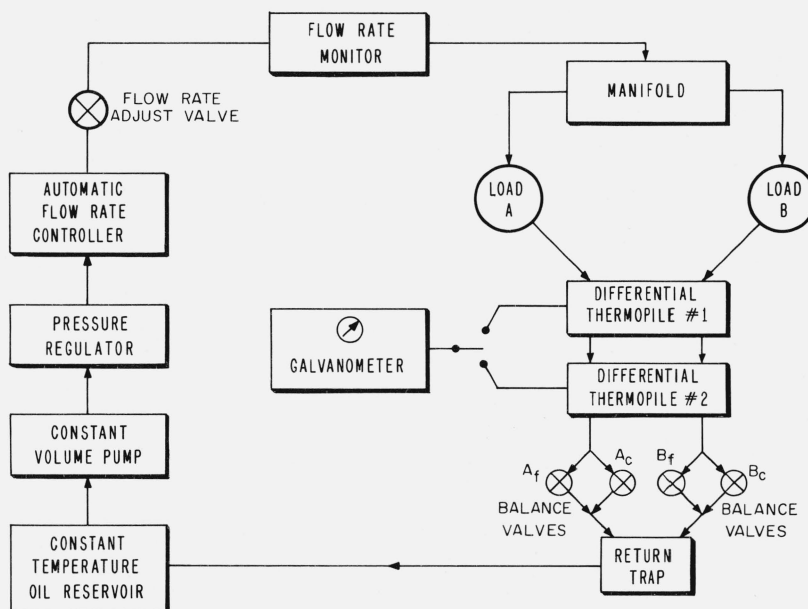 FLOW RATE
MONITOR
MANIFOLD
FLOW RATE
ADJUST VALVE
AUTOMATIC
FLOW RATE
CONTROLLER
LOAD
A
LOAD
B
DIFFERENTIAL
THERMOPILE #1
PRESSURE
REGULATOR
GALVANOMETER
DIFFERENTIAL
THERMOPILE #2
CONSTANT
VOLUME PUMP
Af
Ac
Bf
Bc
BALANCE
VALVES
BALANCE
VALVES
CONSTANT
TEMPERATURE
OIL RESERVOIR
RETURN
TRAP